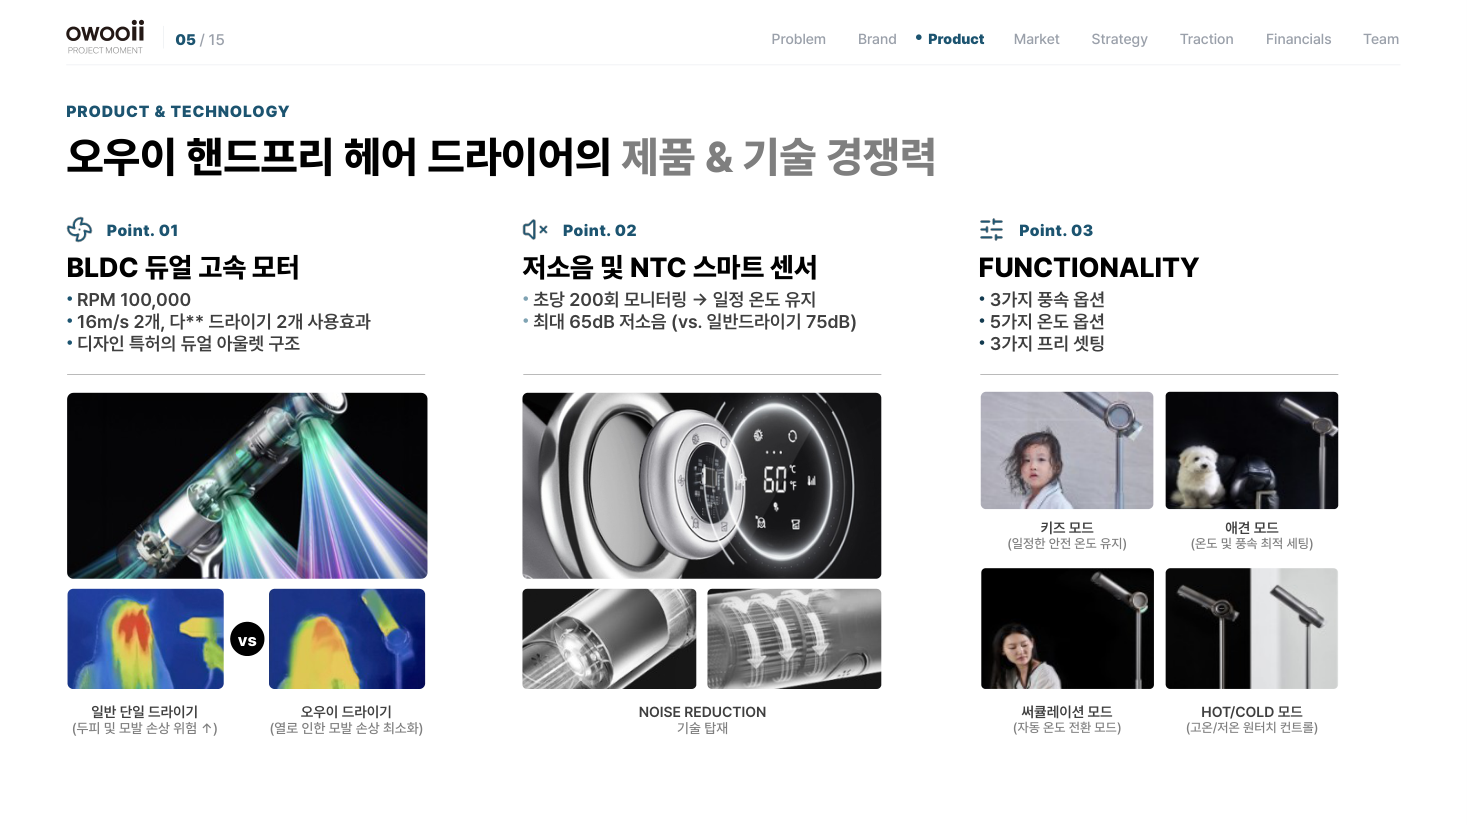 owooii
PROJECT MOMENT
05 / 15
Problem
Brand
• Product
Market
Strategy
Traction
Financials
Team
PRODUCT & TECHNOLOGY
오우이 핸드프리 헤어 드라이어의 제품 & 기술 경쟁력
Point. 01
BLDC 듀얼 고속 모터
• RPM 100,000
• 16m/s 2개, 다** 드라이기 2개 사용효과
• 디자인 특허의 듀얼 아울렛 구조
vs
일반 단일 드라이기
(두피 및 모발 손상 위험 ↑)
오우이 드라이기
(열로 인한 모발 손상 최소화)
Point. 02
저소음 및 NTC 스마트 센서
• 초당 200회 모니터링 → 일정 온도 유지
• 최대 65dB 저소음 (vs. 일반드라이기 75dB)
60
°C
°F
NOISE REDUCTION
기술 탑재
Point. 03
FUNCTIONALITY
• 3가지 풍속 옵션
• 5가지 온도 옵션
• 3가지 프리 셋팅
키즈 모드
(일정한 안전 온도 유지)
애견 모드
(온도 및 풍속 최적 세팅)
써큘레이션 모드
(자동 온도 전환 모드)
HOT/COLD 모드
(고온/저온 원터치 컨트롤)